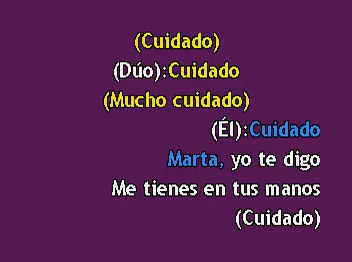 (Cuidado)
(Dúo):Cuidado
(Mucho cuidado)
(Él):Cuidado
Marta, yo te digo
Me tienes en tus manos
(Cuidado)